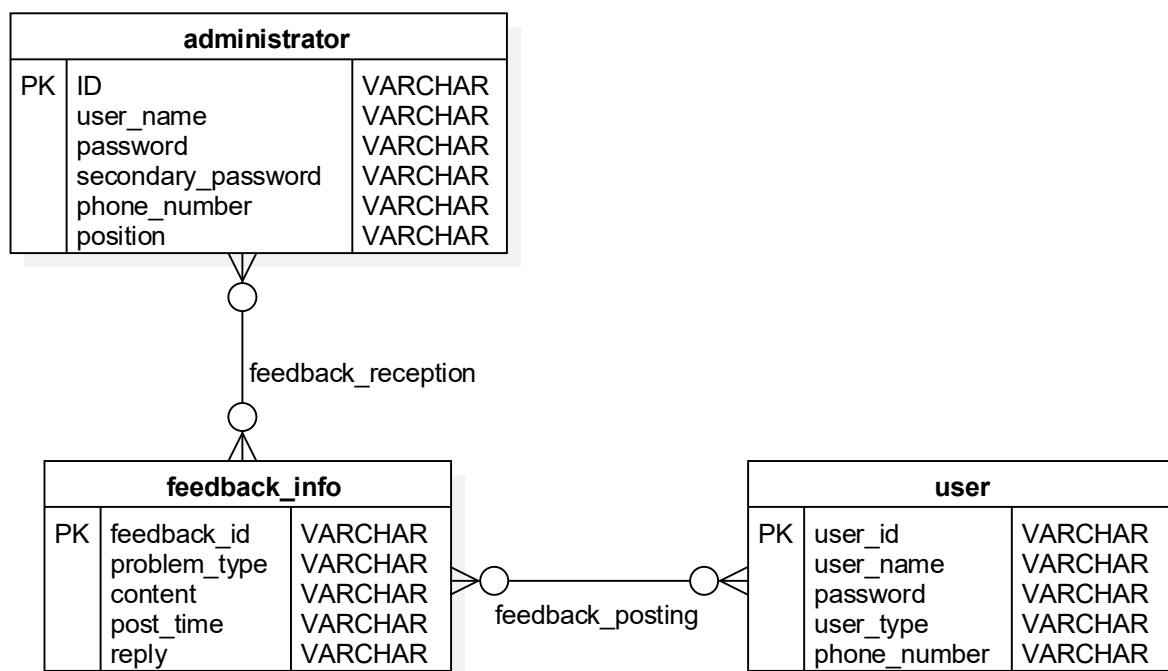 administrator
PK ID VARCHAR
user_name VARCHAR
password VARCHAR
secondary_password VARCHAR
phone_number VARCHAR
position VARCHAR
feedback_reception
feedback_info
PK feedback_id VARCHAR
problem_type VARCHAR
content VARCHAR
post_time VARCHAR
reply VARCHAR
feedback_posting
user
PK user_id VARCHAR
user_name VARCHAR
password VARCHAR
user_type VARCHAR
phone_number VARCHAR